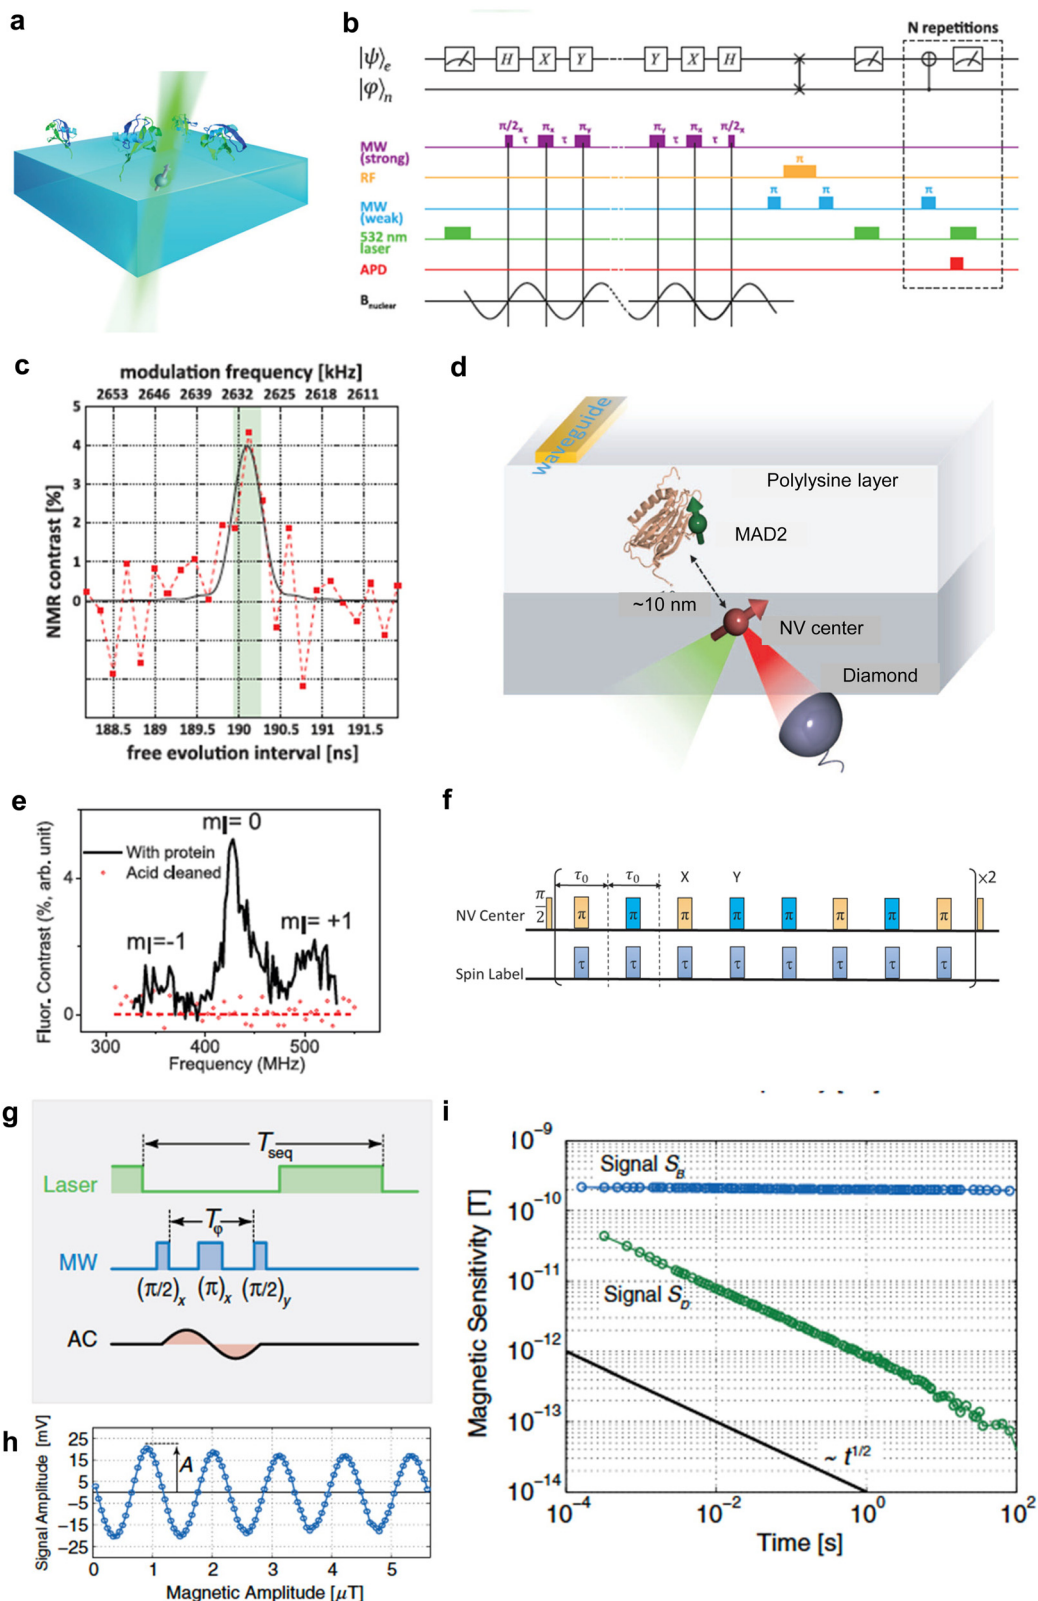 a
b
N repetitions
|ψ⟩e
|φ⟩n
H X Y Y X H
π/2x πx πy πy πx π/2x
τ τ τ τ
MW
(strong)
π
RF
π π π
MW
(weak)
532 nm
laser
APD
Bnuclear
c
modulation frequency [kHz]
2653 2646 2639 2632 2625 2618 2611
5
4
3
2
1
0
NMR contrast [%]
188.5 189 189.5 190 190.5 191 191.5
free evolution interval [ns]
d
waveguide
Polylysine layer
MAD2
~10 nm
NV center
Diamond
e
mI= 0
With protein
Acid cleaned
mI=-1
mI= +1
4
0
Fluor. Contrast (%, arb. unit)
300 400 500
Frequency (MHz)
f
τ0 τ0 X Y ×2
π/2
NV Center π π π π π π π π
Spin Label τ τ τ τ τ τ τ τ
g
Tseq
Laser
Tφ
MW
(π/2)x (π)x (π/2)y
AC
h
25
15
5
−5
−15
−25
A
Signal Amplitude [mV]
0 1 2 3 4 5
Magnetic Amplitude [μT]
i
10−9
10−10
10−11
10−12
10−13
10−14
Signal SB
Signal SD
~ t1/2
Magnetic Sensitivity [T]
10−4 10−2 100 102
Time [s]